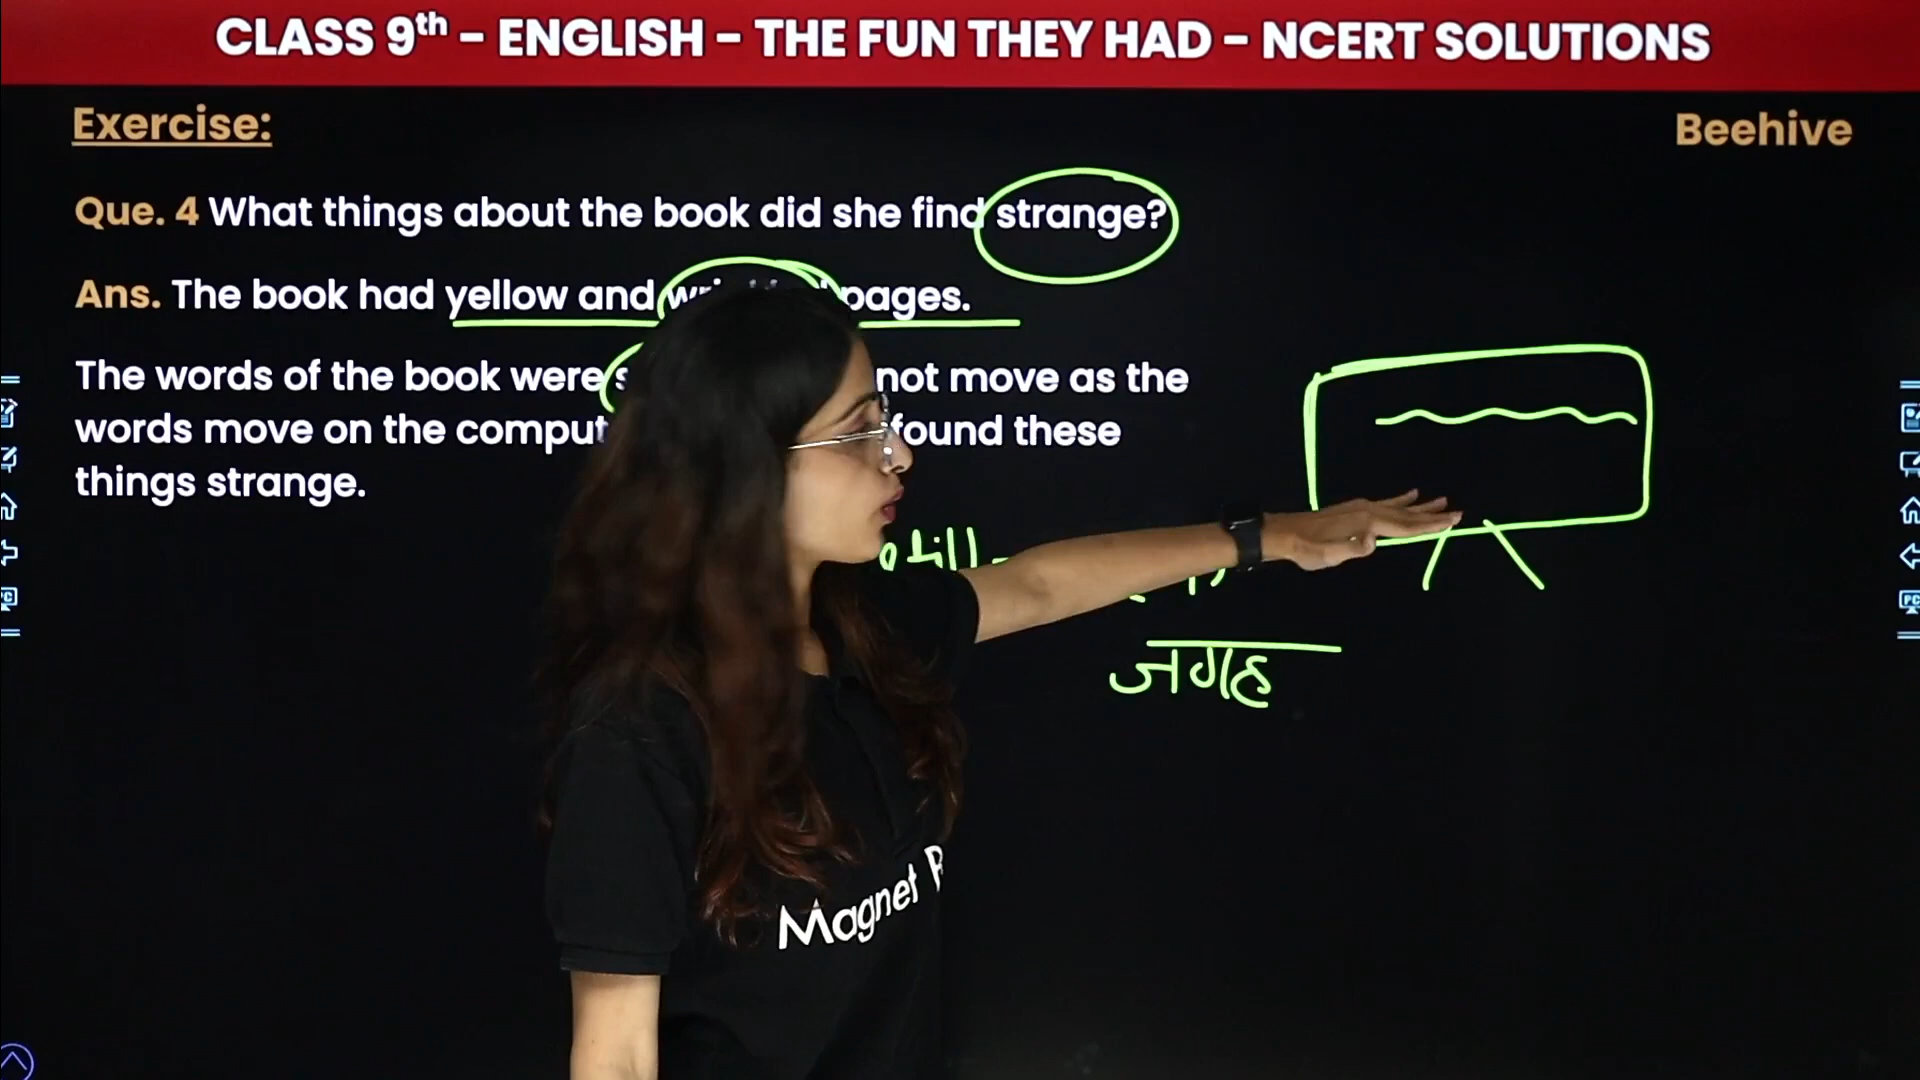 CLASS 9th – ENGLISH – THE FUN THEY HAD – NCERT SOLUTIONS
Exercise:
Beehive
Que. 4 What things about the book did she find strange?
Ans. The book had yellow and pages.
The words of the book were not move as the
words move on the found these
things strange.
still -
जगह
Magnet